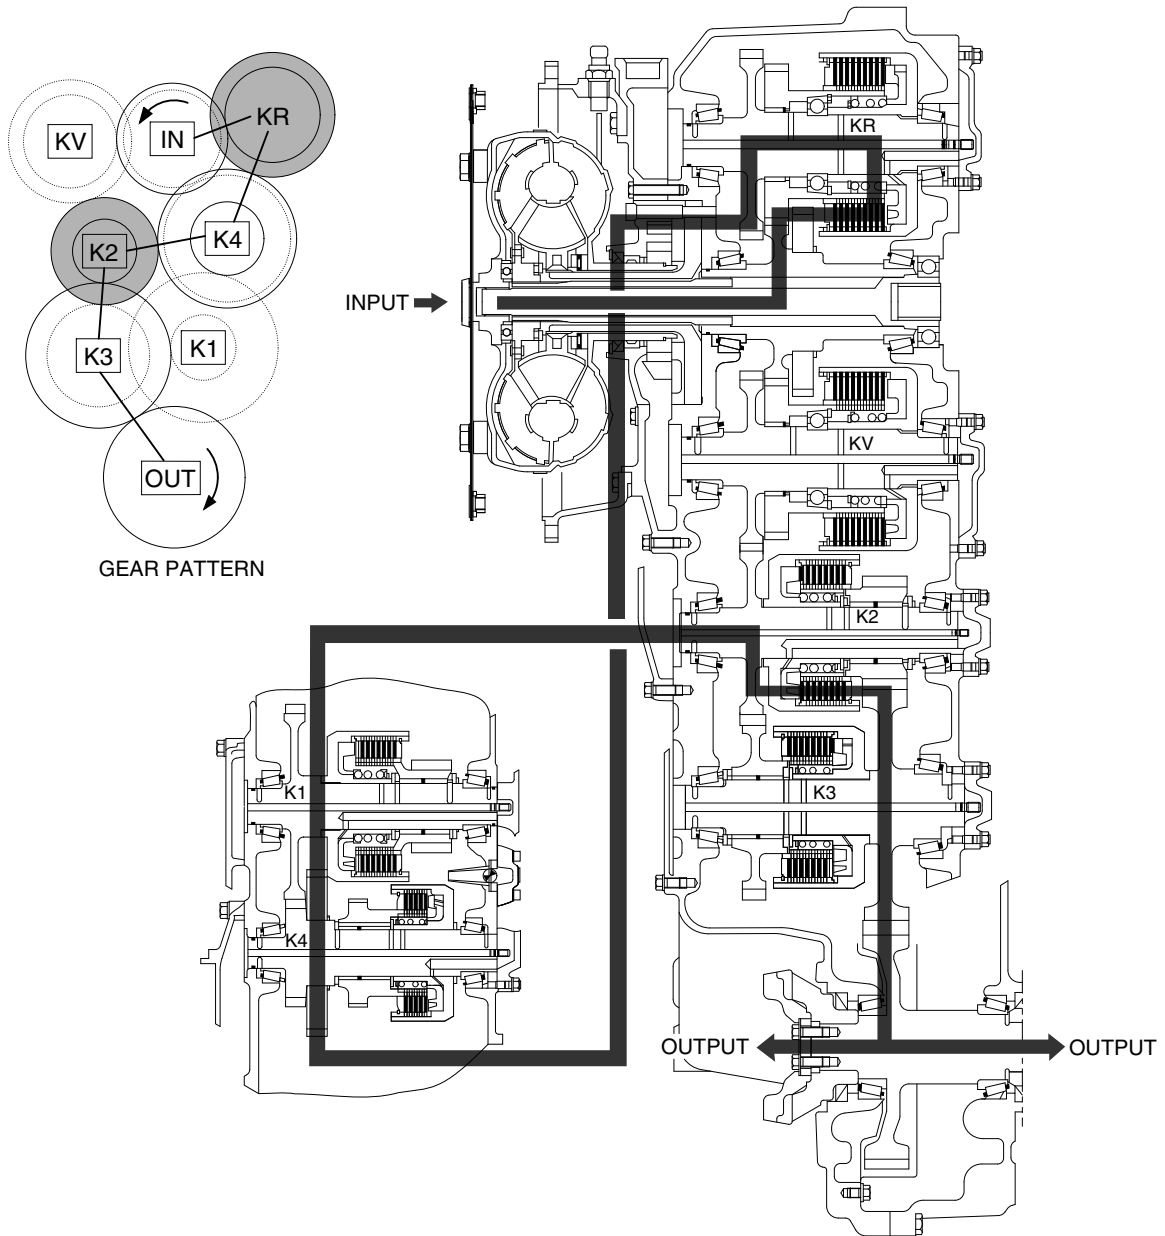 KV
IN
KR
K2
K4
K3
K1
OUT
GEAR PATTERN
INPUT
KR
KV
K2
K3
K1
K4
OUTPUT
OUTPUT